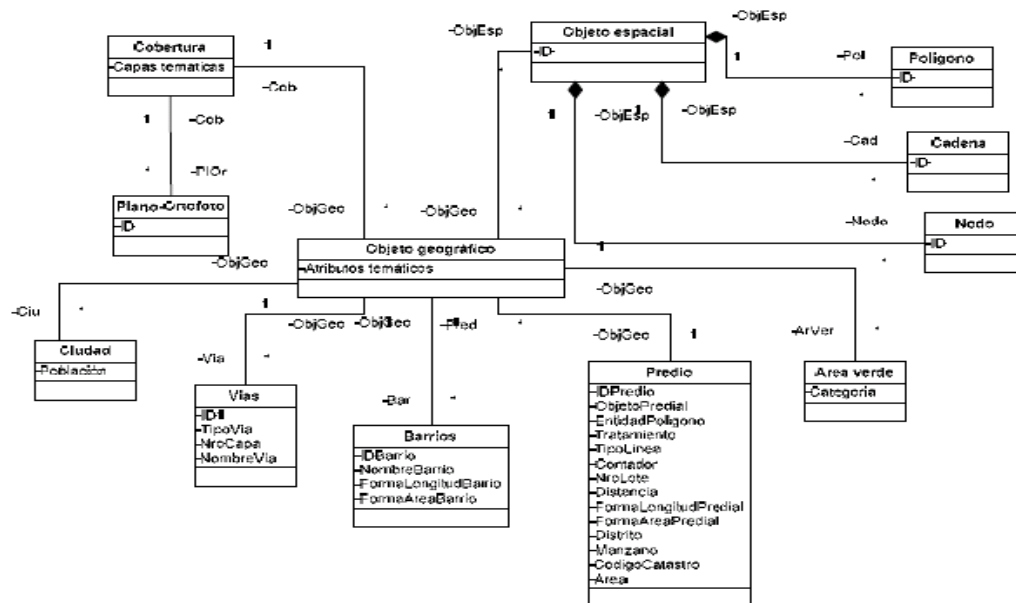 Cobertura
-Capas tematicas
1
-Cob
1
-Cob
*
-PlOr
Plano-Ortofoto
-ID
-ObjEsp
Objeto espacial
-ID
*
-ObjEsp
1
-Pol
*
Poligono
-ID
-ObjEsp
1
-ObjEsp
-Cad
*
Cadena
-ID
-Nodo
*
Nodo
-ID
-ObjGeo
*
-ObjGeo
*
Objeto geográfico
-Atributos temáticos
-ObjGeo
-Ciu
*
Ciudad
-Población
1
-ObjGeo
-Via
*
Vias
-TipoVia
-NroCapa
-NombreVia
-ObjGeo
-Pred
*
-Bar
*
Barrios
-IDBarrio
-NombreBarrio
-FormaLongitudBarrio
-FormaAreaBarrio
-ObjGeo
1
Predio
-IDPredio
-ObjetoPredial
-EntidadPoligono
-Tratamiento
-TipoLinea
-Contador
-NroLote
-Distancia
-FormaLongitudPredial
-FormaAreaPredial
-Distrito
-Manzano
-CodigoCatastro
-Area
1
-ObjGeo
-ArVer
*
Area verde
-Categoria